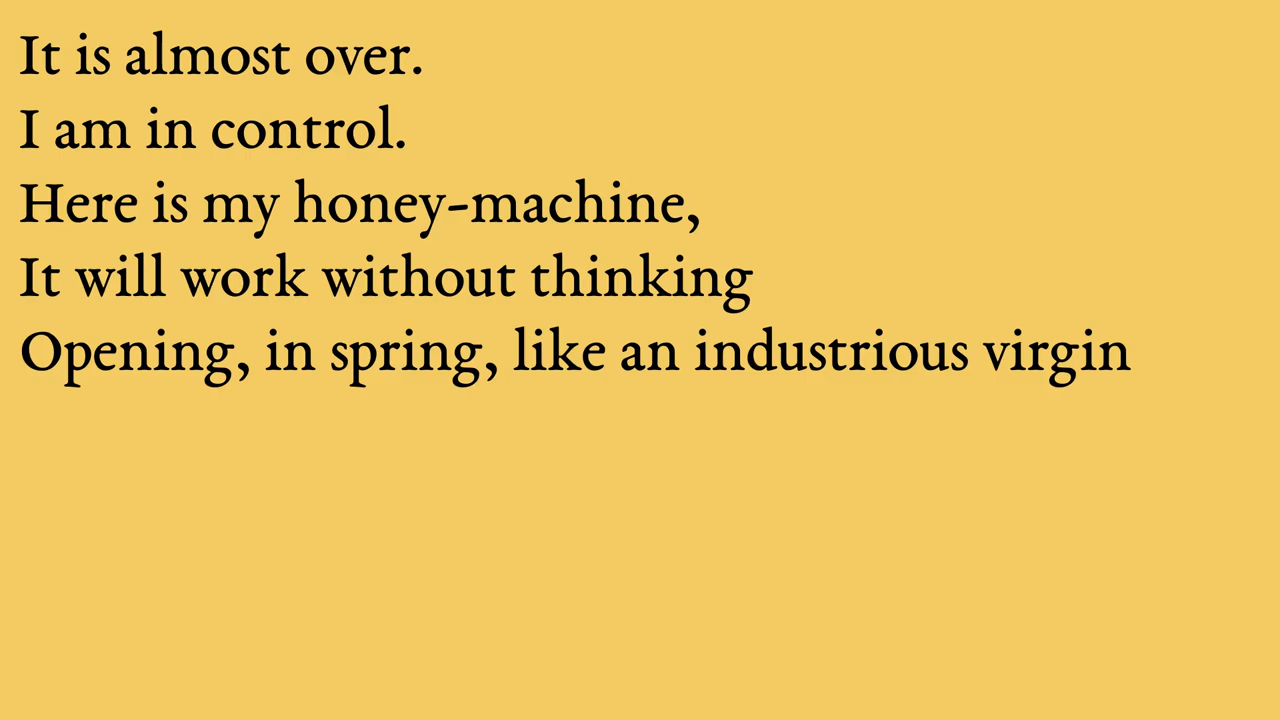 It is almost over.
I am in control.
Here is my honey-machine,
It will work without thinking
Opening, in spring, like an industrious virgin